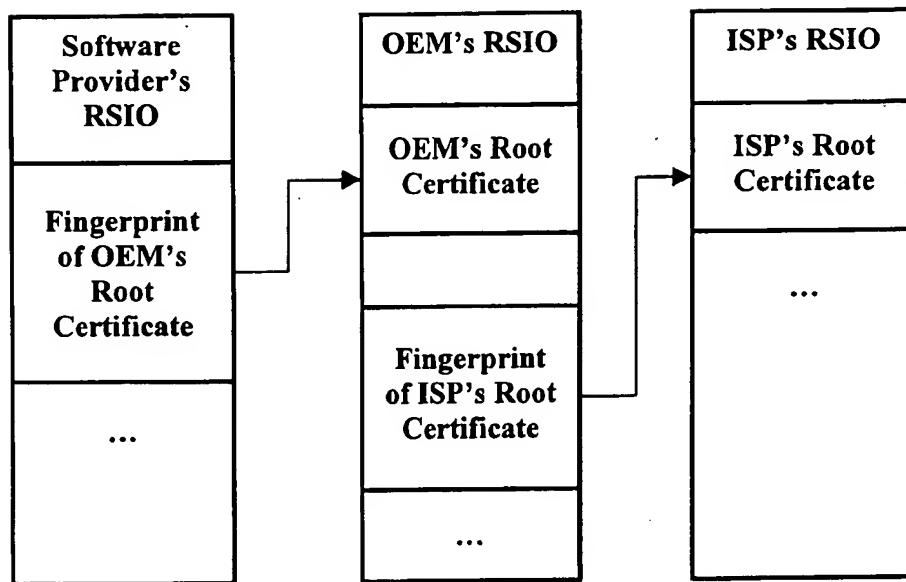 Software
Provider's
RSIO
Fingerprint
of OEM's
Root
Certificate
...
OEM's RSIO
OEM's Root
Certificate
Fingerprint
of ISP's Root
Certificate
...
ISP's RSIO
ISP's Root
Certificate
...